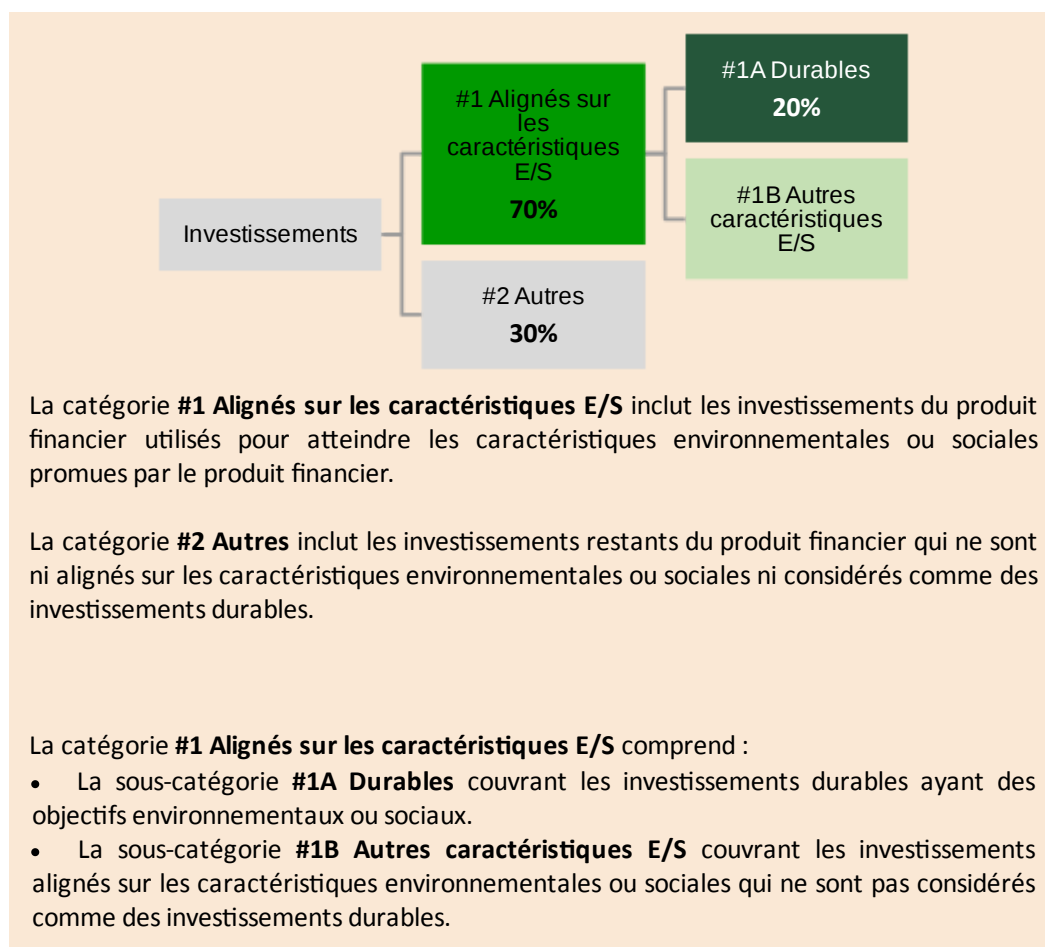 #1A Durables
20%
#1 Alignés sur
les
caractéristiques
E/S
70%
#1B Autres
caractéristiques
E/S
Investissements
#2 Autres
30%
La catégorie #1 Alignés sur les caractéristiques E/S inclut les investissements du produit
financier utilisés pour atteindre les caractéristiques environnementales ou sociales
promues par le produit financier.
La catégorie #2 Autres inclut les investissements restants du produit financier qui ne sont
ni alignés sur les caractéristiques environnementales ou sociales ni considérés comme des
investissements durables.
La catégorie #1 Alignés sur les caractéristiques E/S comprend :
• La sous-catégorie #1A Durables couvrant les investissements durables ayant des
objectifs environnementaux ou sociaux.
• La sous-catégorie #1B Autres caractéristiques E/S couvrant les investissements
alignés sur les caractéristiques environnementales ou sociales qui ne sont pas considérés
comme des investissements durables.